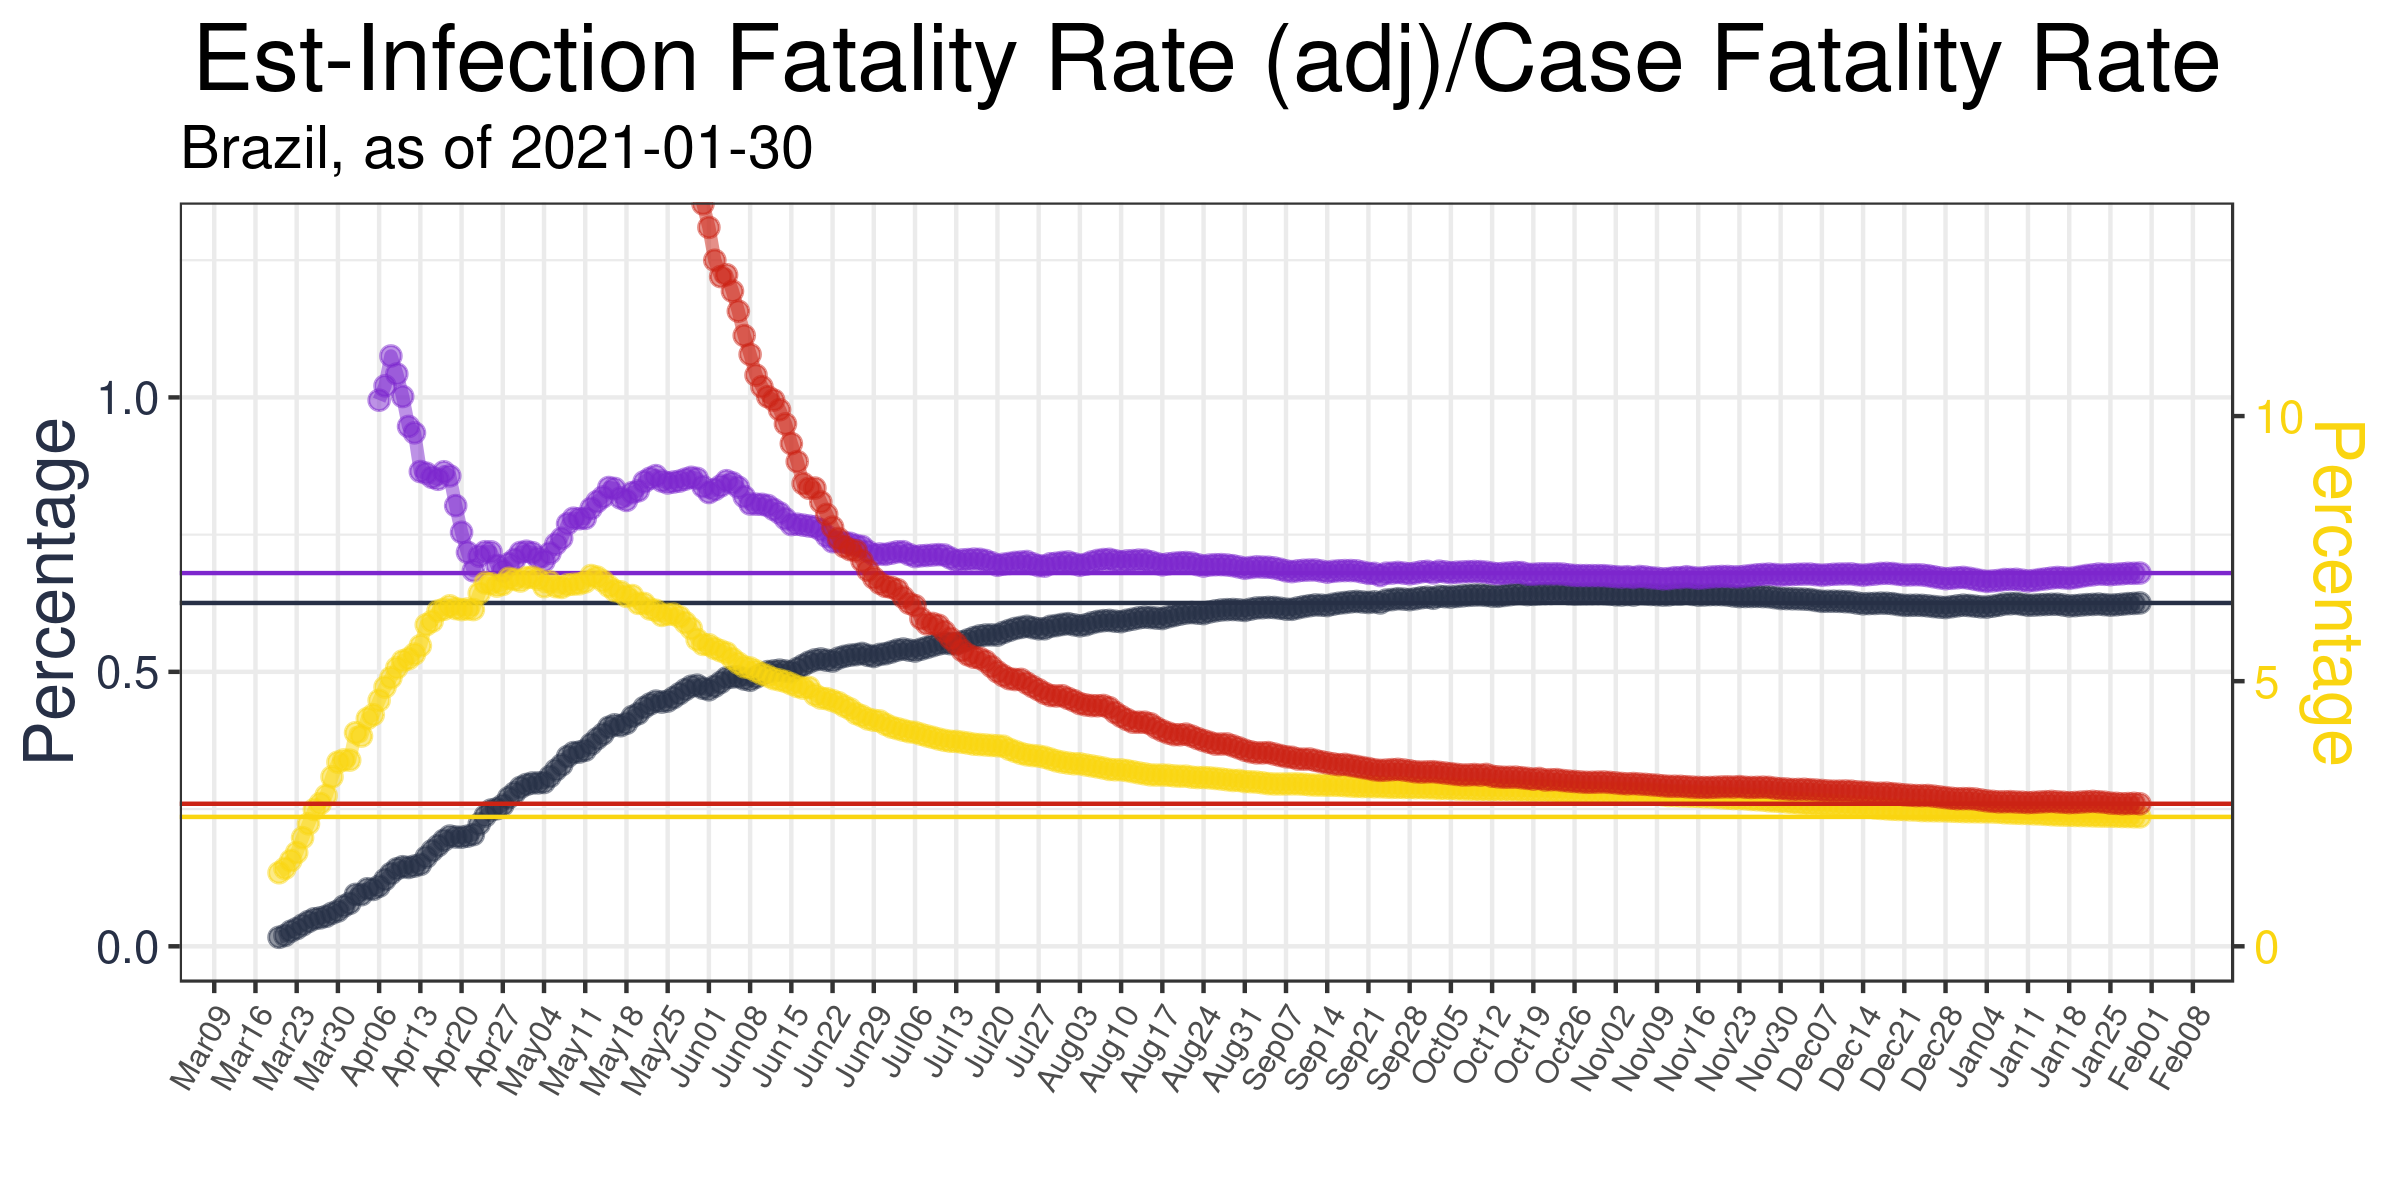 Est-Infection Fatality Rate (adj)/Case Fatality Rate
Brazil, as of 2021-01-30
Percentage
1.0
0.5
0.0
10
5
0
Percentage
Mar09 Mar16 Mar23 Mar30 Apr06 Apr13 Apr20 Apr27 May04 May11 May18 May25 Jun01 Jun08 Jun15 Jun22 Jun29 Jul06 Jul13 Jul20 Jul27 Aug03 Aug10 Aug17 Aug24 Aug31 Sep07 Sep14 Sep21 Sep28 Oct05 Oct12 Oct19 Oct26 Nov02 Nov09 Nov16 Nov23 Nov30 Dec07 Dec14 Dec21 Dec28 Jan04 Jan11 Jan18 Jan25 Feb01 Feb08